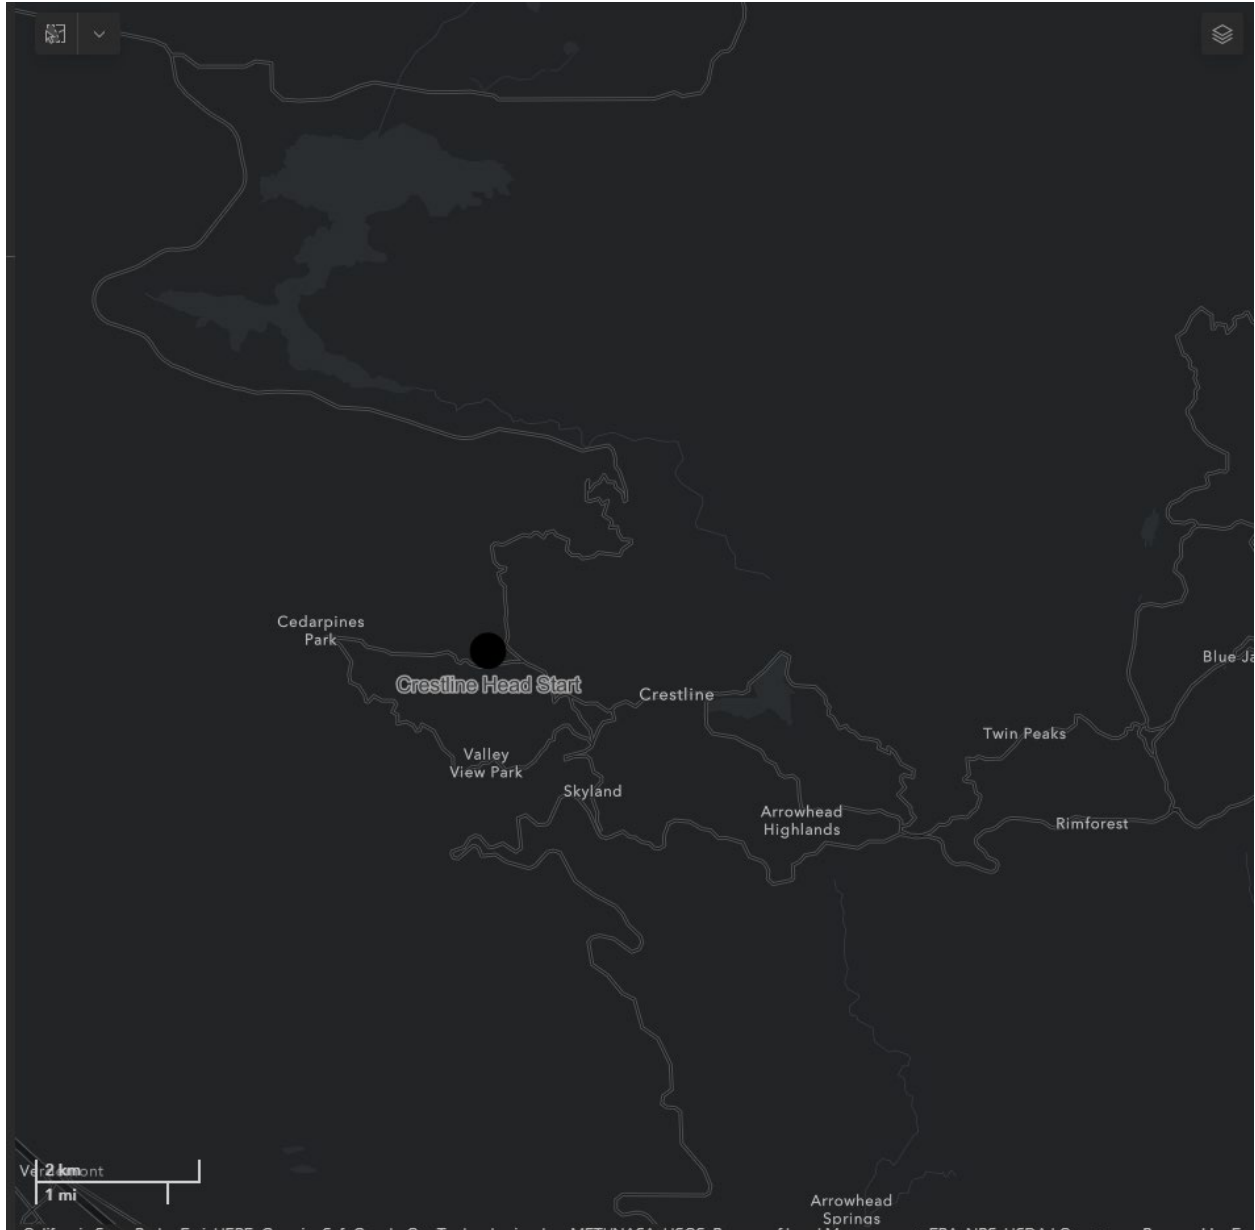 Cedarpines
Park
Crestline Head Start
Crestline
Blue Ja
Twin Peaks
Valley
View Park
Skyland
Arrowhead
Highlands
Rimforest
2 km
1 mi
Arrowhead
Springs